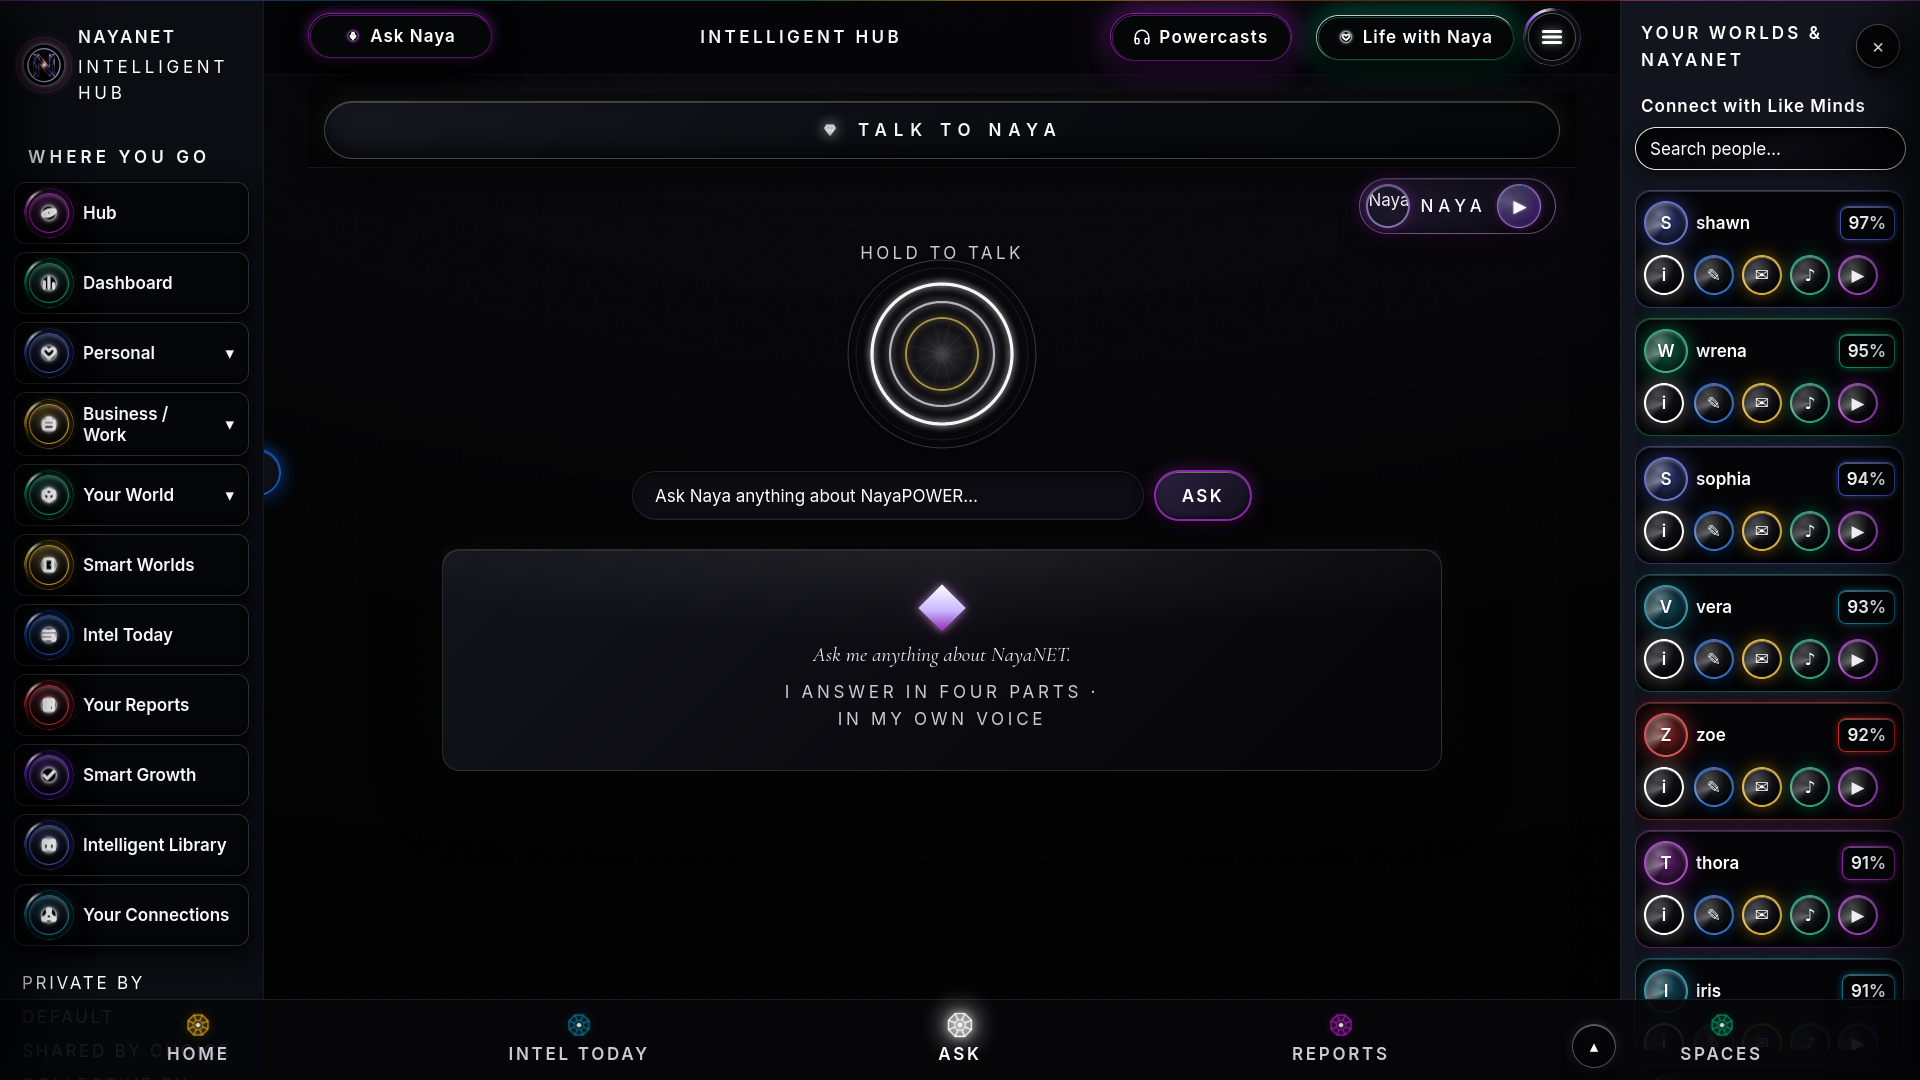 NAYANET
INTELLIGENT
HUB
WHERE YOU GO
Hub
Dashboard
Personal ▾
Business /
Work ▾
Your World ▾
Smart Worlds
Intel Today
Your Reports
Smart Growth
Intelligent Library
Your Connections
PRIVATE BY
DEFAULT
Ask Naya
INTELLIGENT HUB
Powercasts
Life with Naya
TALK TO NAYA
Naya NAYA ▶
HOLD TO TALK
Ask Naya anything about NayaPOWER...
ASK
Ask me anything about NayaNET.
I ANSWER IN FOUR PARTS ·
IN MY OWN VOICE
YOUR WORLDS &
NAYANET
×
Connect with Like Minds
Search people...
S shawn 97%
i ✎ ✉ ♪ ▶
W wrena 95%
i ✎ ✉ ♪ ▶
S sophia 94%
i ✎ ✉ ♪ ▶
V vera 93%
i ✎ ✉ ♪ ▶
Z zoe 92%
i ✎ ✉ ♪ ▶
T thora 91%
i ✎ ✉ ♪ ▶
I iris 91%
SHARED BY
HOME
INTEL TODAY
ASK
REPORTS
▲
SPACES